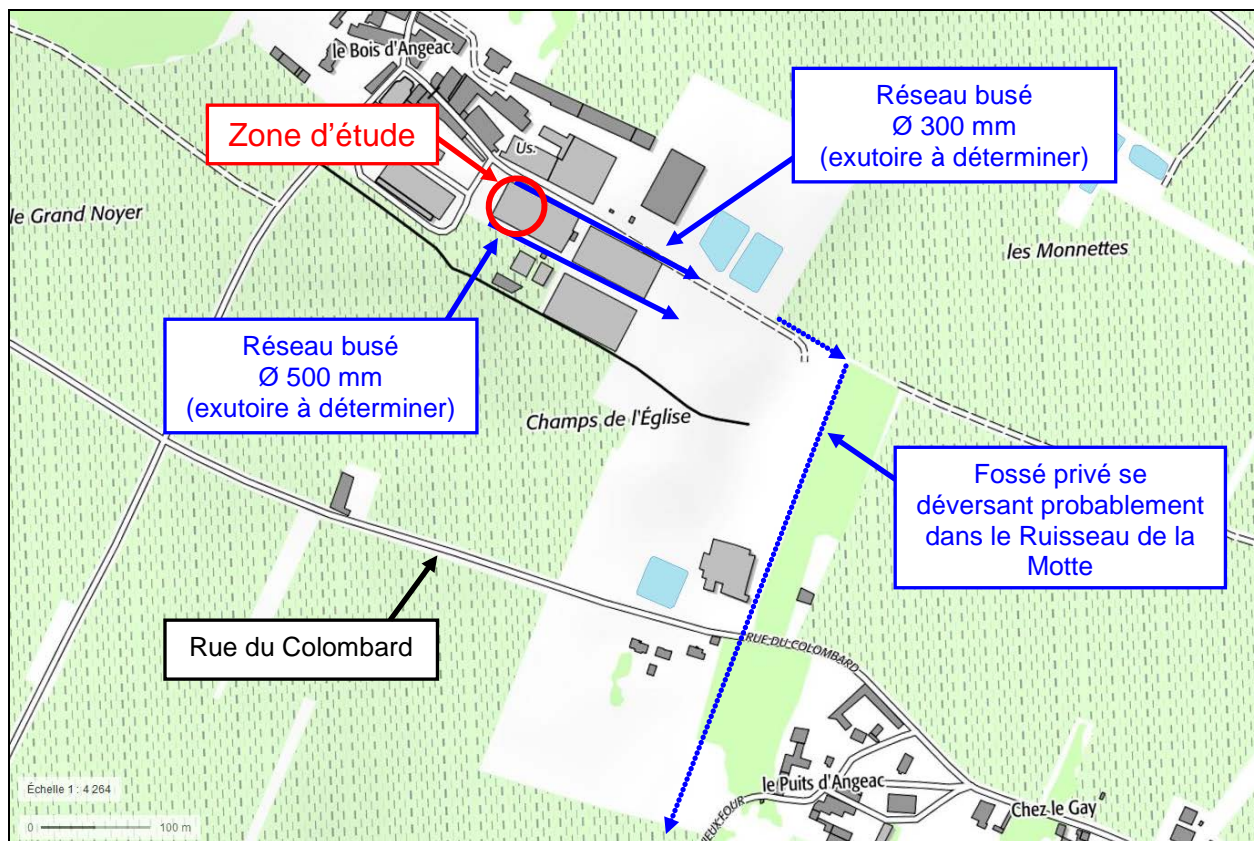 le Bois d'Angeac
Zone d'étude
Us.
Réseau busé
Ø 300 mm
(exutoire à déterminer)
le Grand Noyer
les Monnettes
Réseau busé
Ø 500 mm
(exutoire à déterminer)
Champs de l'Église
Fossé privé se
déversant probablement
dans le Ruisseau de la
Motte
Rue du Colombard
RUE DU COLOMBARD
le Puits d'Angeac
Chez le Gay
Échelle 1 : 4 264
0 100 m